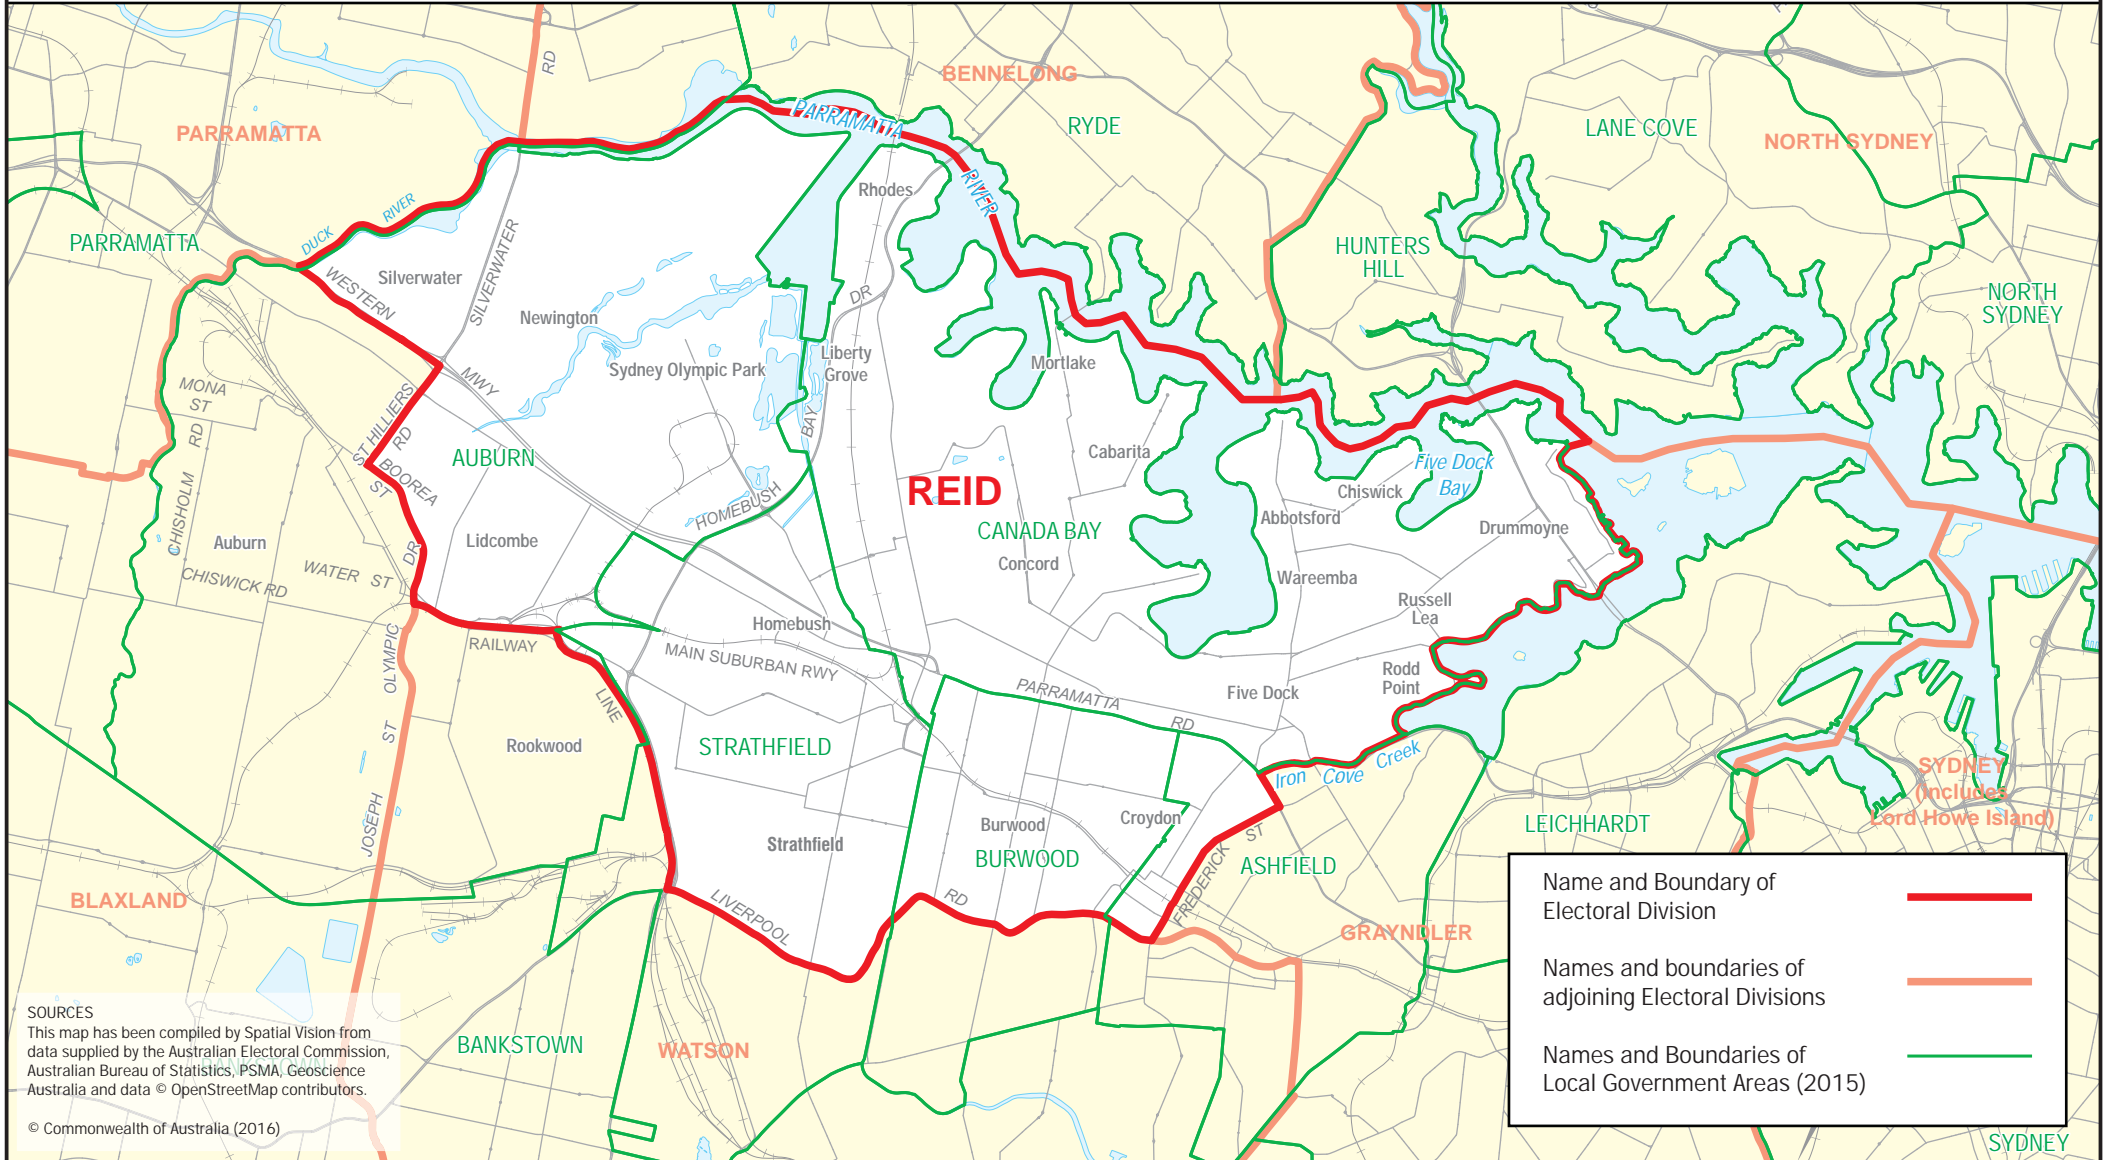 BENNELONG
RD
PARRAMATTA
PARRAMATTA
RIVER
RYDE
LANE COVE
NORTH SYDNEY
Rhodes
DUCK
RIVER
PARRAMATTA
WESTERN
MWY
Silverwater
SILVERWATER
Newington
Sydney Olympic Park
DR
Liberty
Grove
BAY
HOMEBUSH
Mortlake
HUNTERS
HILL
NORTH
SYDNEY
MONA
ST
CHISHOLM
RD
ST HILLIERS
RD
BOOREA
ST
AUBURN
REID
CANADA BAY
Concord
Cabarita
Abbotsford
Chiswick
Five Dock
Bay
Drummoyne
Auburn
CHISWICK RD
WATER ST
DR
Lidcombe
Wareemba
Russell
Lea
Homebush
RAILWAY
LINE
MAIN SUBURBAN RWY
OLYMPIC
ST
JOSEPH
Rookwood
STRATHFIELD
Strathfield
PARRAMATTA
RD
Five Dock
Rodd
Point
Iron Cove Creek
Burwood
BURWOOD
Croydon
FREDERICK
ST
ASHFIELD
LEICHHARDT
SYDNEY
(includes
Lord Howe Island)
BLAXLAND
LIVERPOOL
RD
GRAYNDLER
BANKSTOWN
WATSON
BANKSTOWN
SYDNEY
SOURCES
This map has been compiled by Spatial Vision from
data supplied by the Australian Electoral Commission,
Australian Bureau of Statistics, PSMA, Geoscience
Australia and data © OpenStreetMap contributors.
© Commonwealth of Australia (2016)
Name and Boundary of
Electoral Division
Names and boundaries of
adjoining Electoral Divisions
Names and Boundaries of
Local Government Areas (2015)